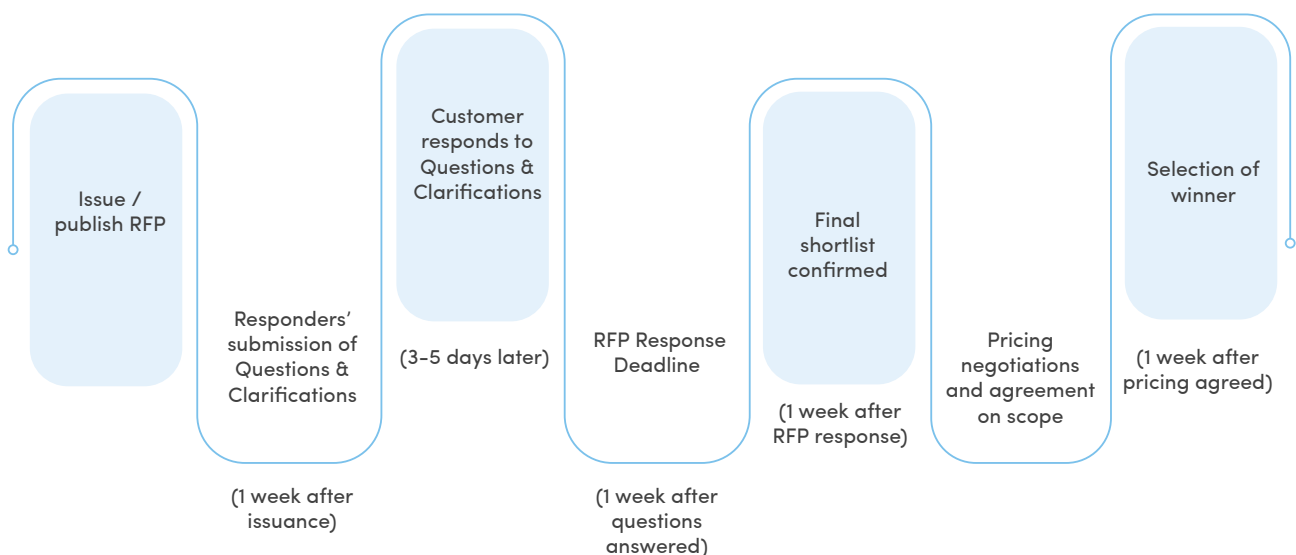 Issue /
publish RFP
Responders’
submission of
Questions &
Clarifications
(1 week after
issuance)
Customer
responds to
Questions &
Clarifications
(3-5 days later)
RFP Response
Deadline
(1 week after
questions
answered)
Final
shortlist
confirmed
(1 week after
RFP response)
Pricing
negotiations
and agreement
on scope
Selection of
winner
(1 week after
pricing agreed)